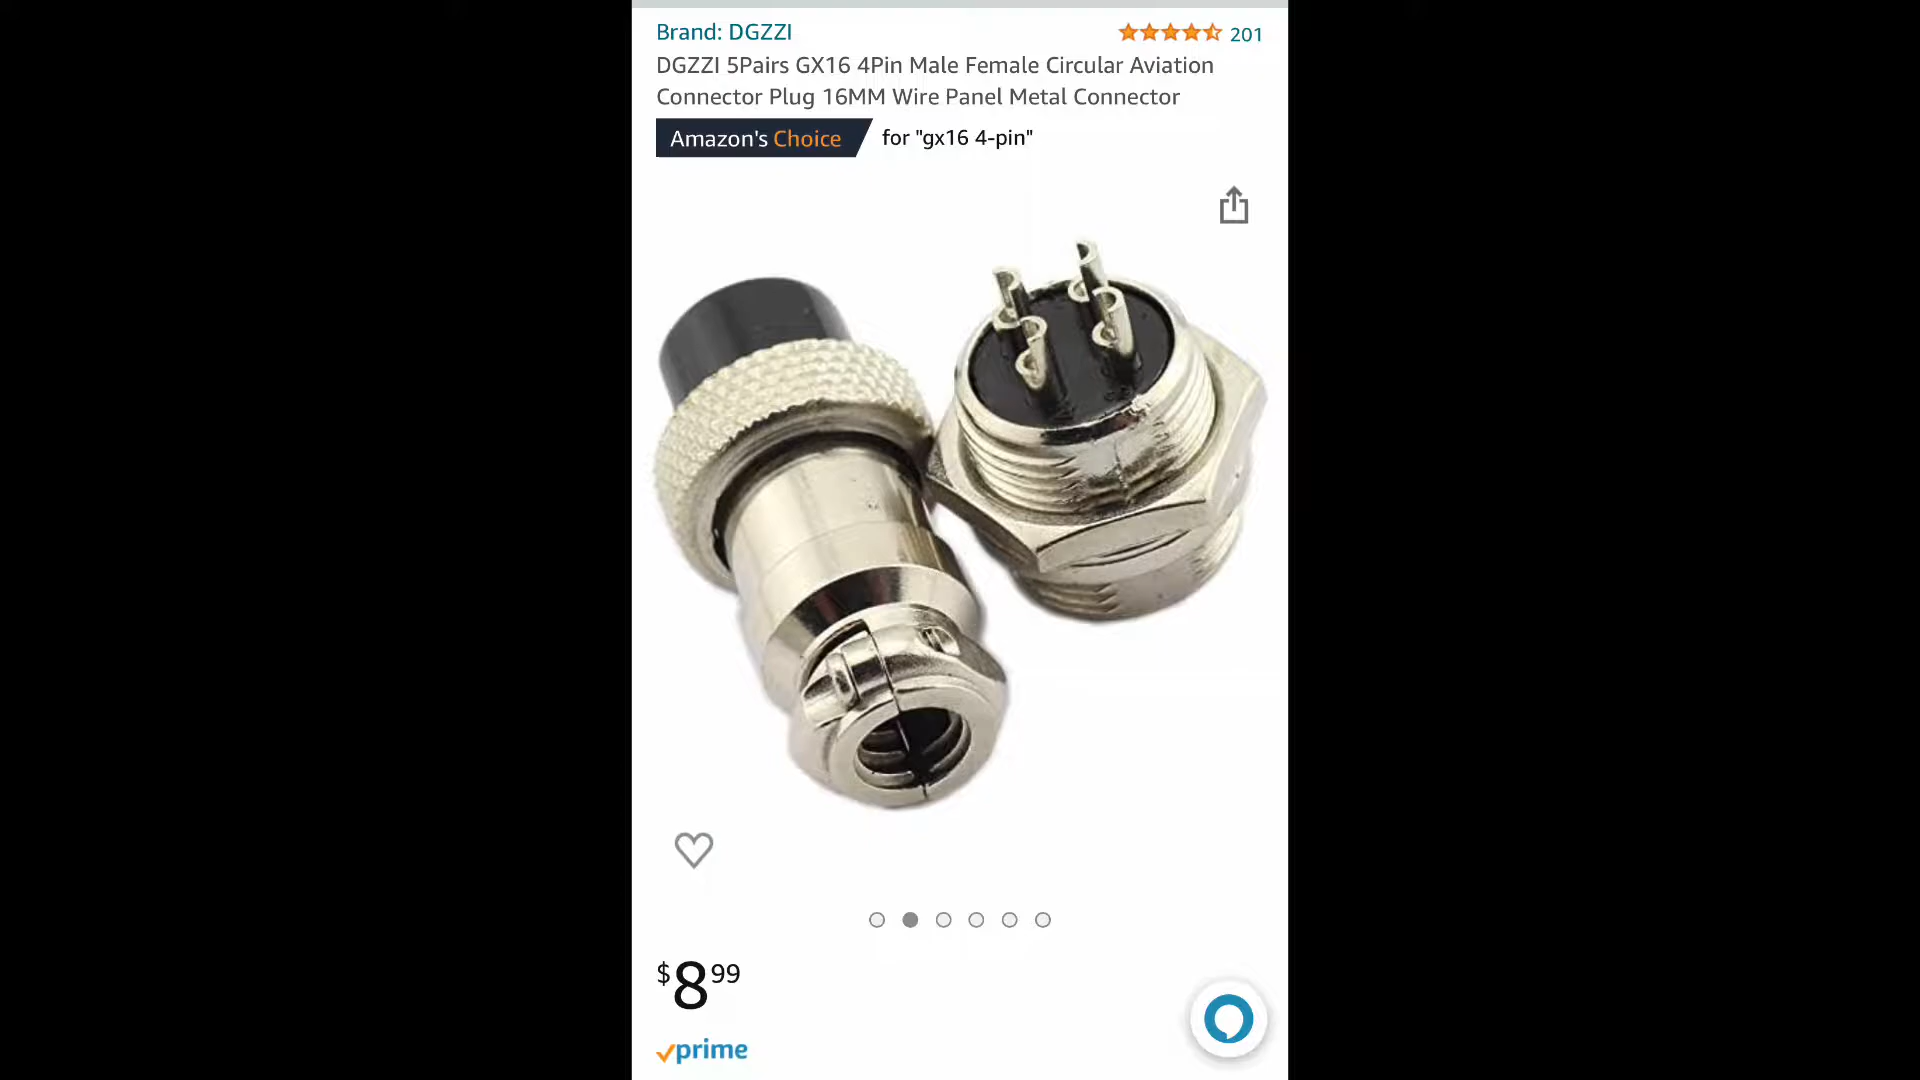 Brand: DGZZI
201
DGZZI 5Pairs GX16 4Pin Male Female Circular Aviation
Connector Plug 16MM Wire Panel Metal Connector
Amazon's Choice for "gx16 4-pin"
$8 99
prime